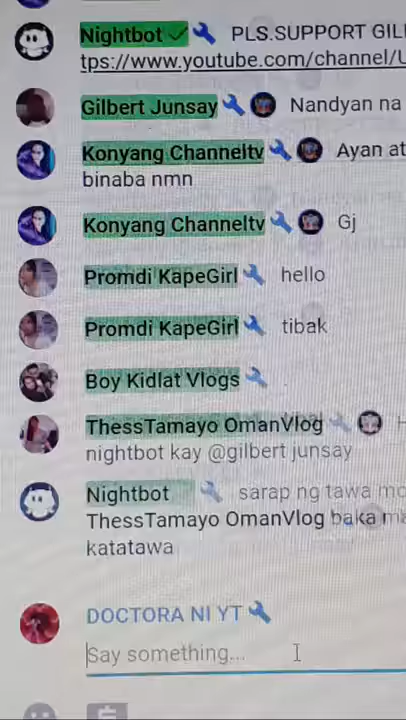 Nightbot PLS.SUPPORT GIL
tps://www.youtube.com/channel/U
Gilbert Junsay Nandyan na
Konyang Channeltv Ayan at
binaba nmn
Konyang Channeltv Gj
Promdi KapeGirl hello
Promdi KapeGirl tibak
Boy Kidlat Vlogs
ThessTamayo OmanVlog H
nightbot kay @gilbert junsay
Nightbot sarap ng tawa mo
ThessTamayo OmanVlog baka ma
katatawa
DOCTORA NI YT
Say something...